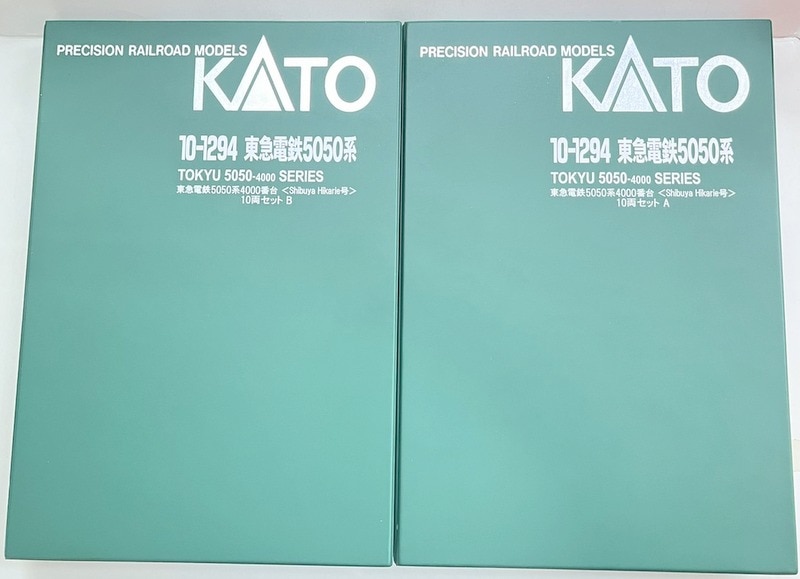 PRECISION RAILROAD MODELS
KATO
10-1294 東急電鉄5050系
TOKYU 5050-4000 SERIES
東急電鉄5050系4000番台 <Shibuya Hikarie号>
10両セット B
PRECISION RAILROAD MODELS
KATO
10-1294 東急電鉄5050系
TOKYU 5050-4000 SERIES
東急電鉄5050系4000番台 <Shibuya Hikarie号>
10両セット A